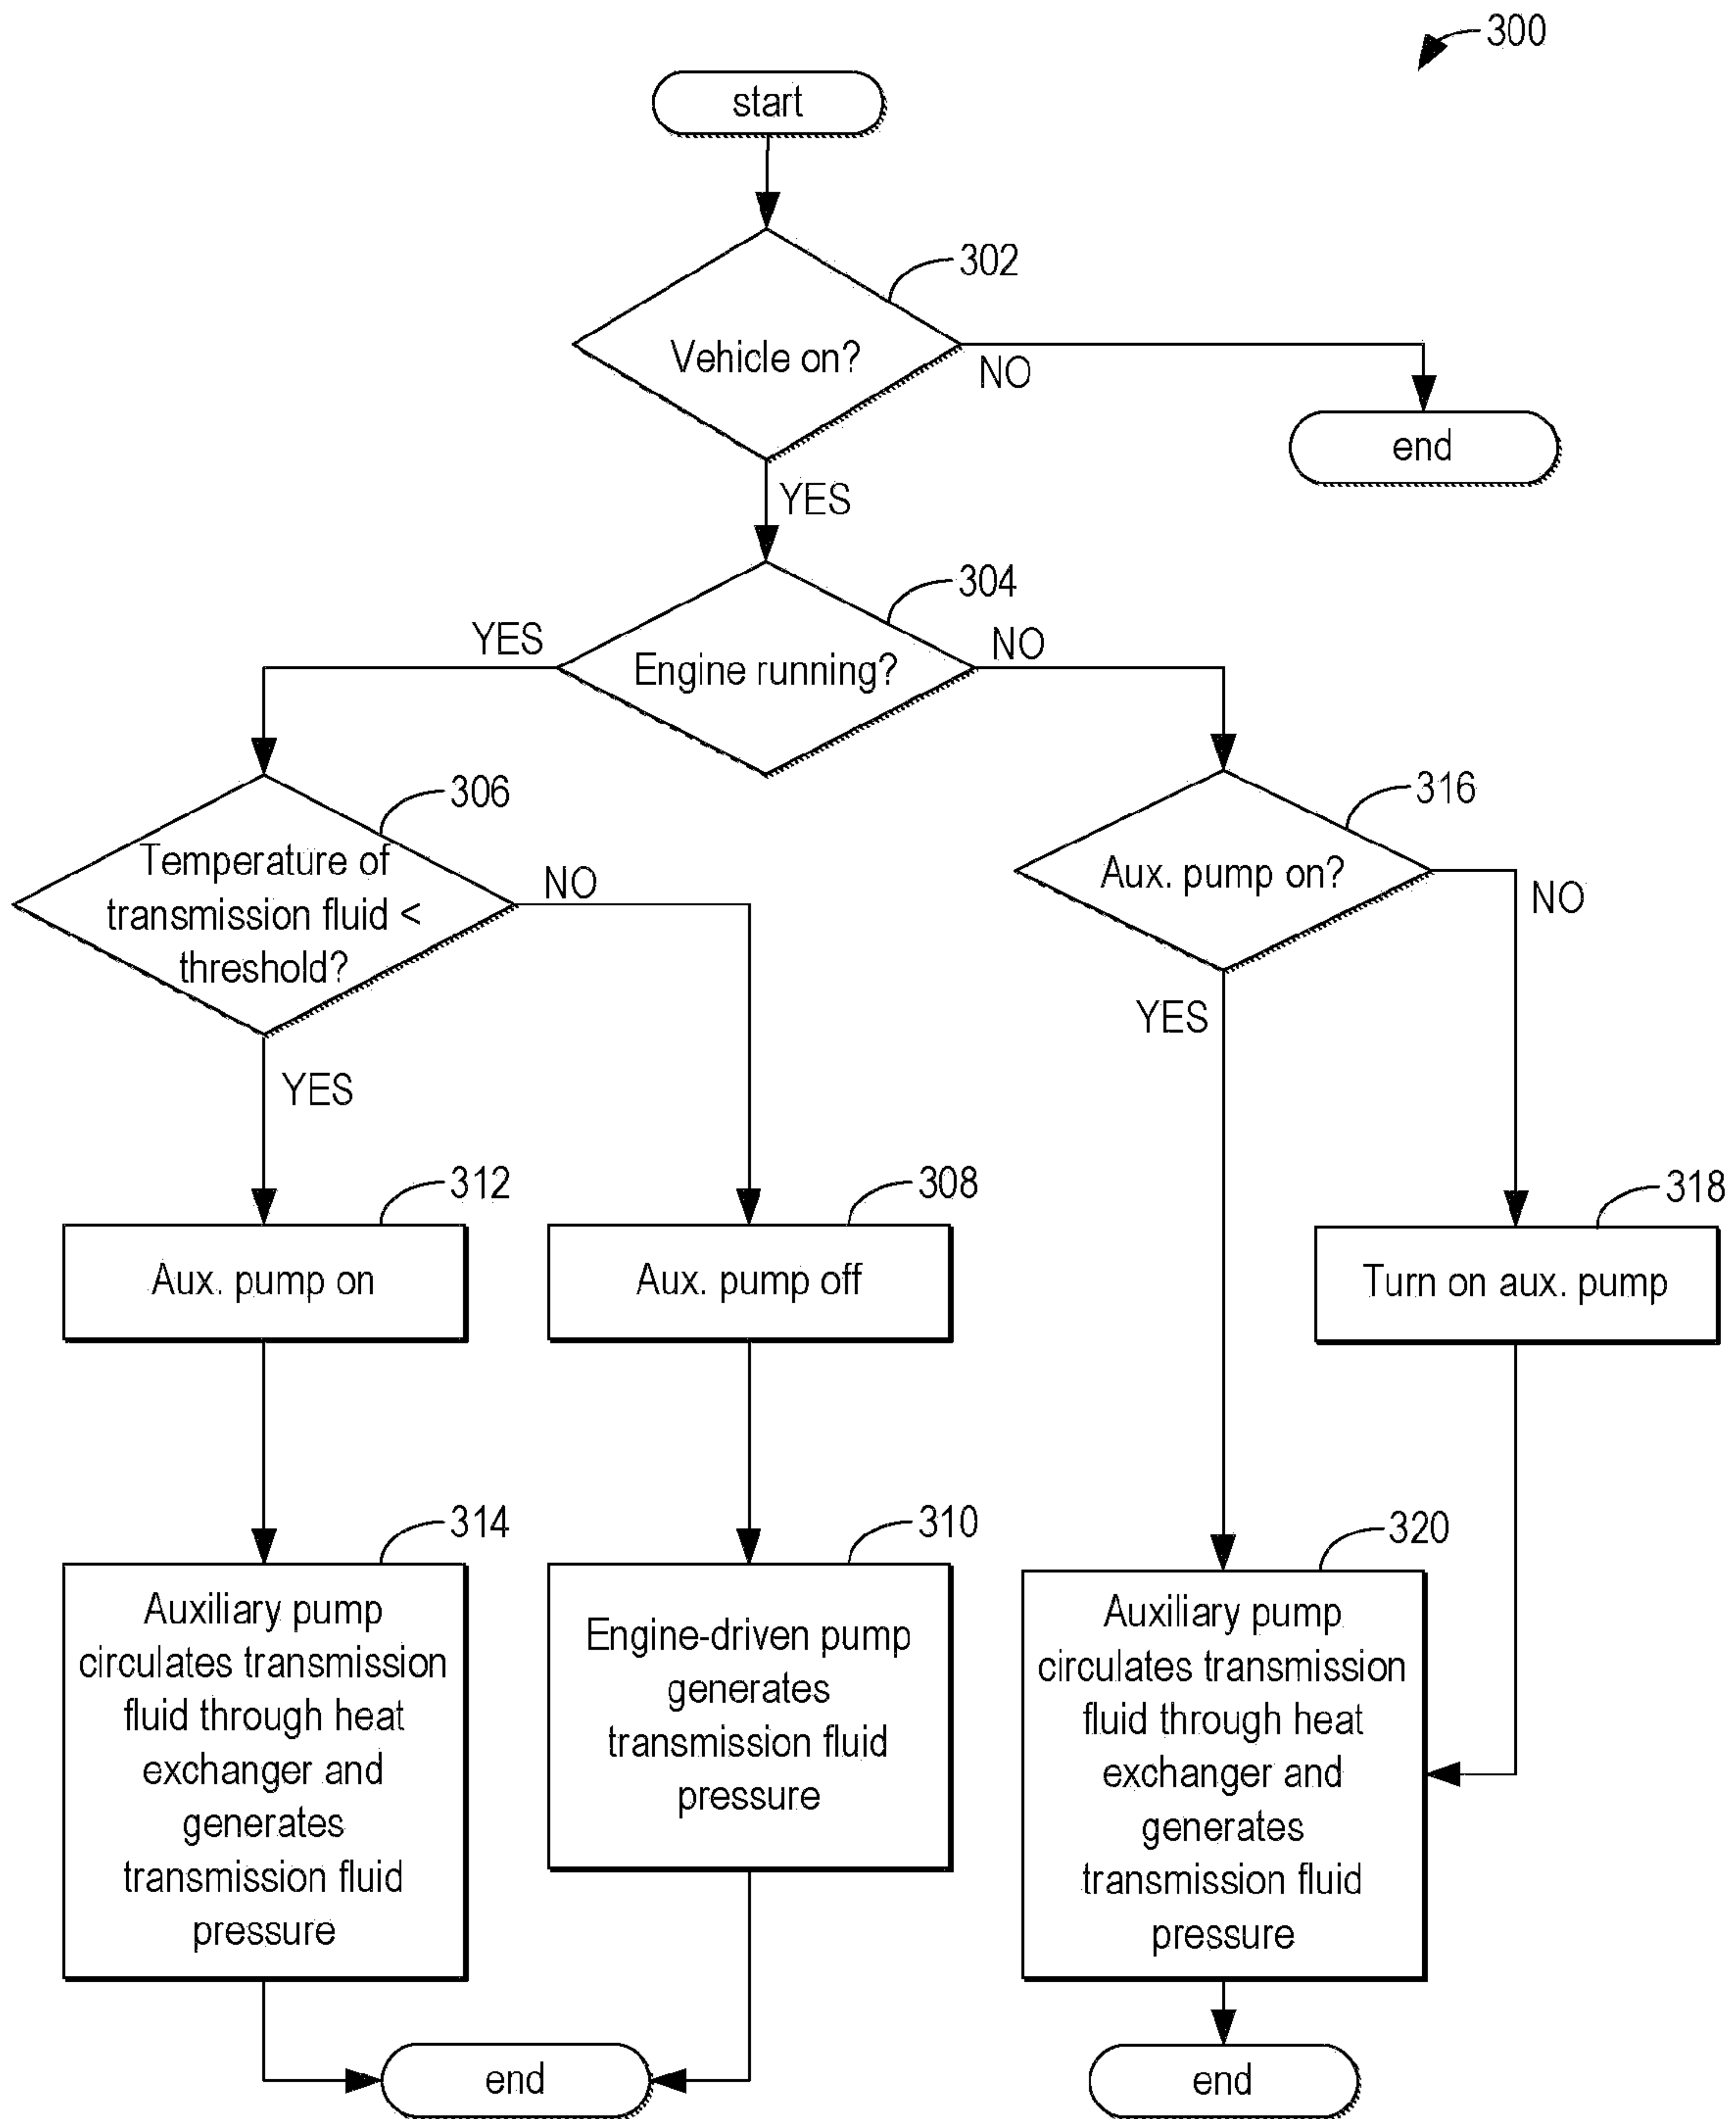 300
start
302
Vehicle on?
NO
end
YES
304
YES
NO
Engine running?
306
316
Temperature of
transmission fluid <
threshold?
NO
Aux. pump on?
NO
YES
YES
312
308
318
Aux. pump on
Aux. pump off
Turn on aux. pump
314
310
320
Auxiliary pump
circulates transmission
fluid through heat
exchanger and
generates
transmission fluid
pressure
Engine-driven pump
generates
transmission fluid
pressure
Auxiliary pump
circulates transmission
fluid through heat
exchanger and
generates
transmission fluid
pressure
end
end